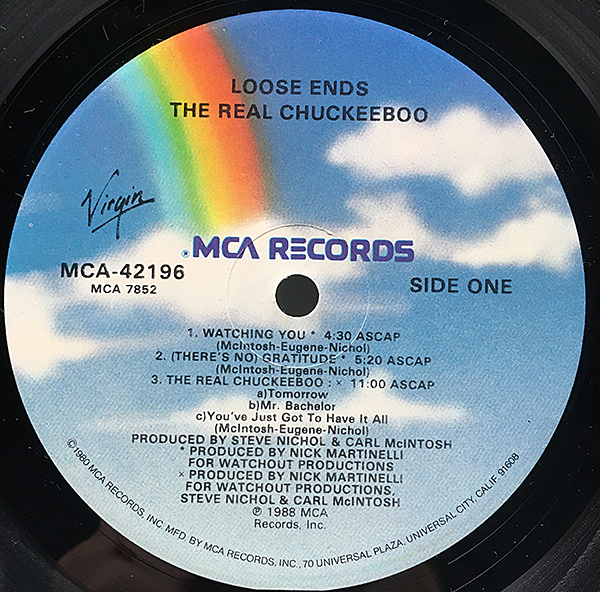 LOOSE ENDS
THE REAL CHUCKEEBOO
Virgin
MCA RECORDS
MCA-42196
MCA 7852
SIDE ONE
1. WATCHING YOU * 4:30 ASCAP
(McIntosh-Eugene-Nichol)
2. (THERE'S NO) GRATITUDE * 5:20 ASCAP
(McIntosh-Eugene-Nichol)
3. THE REAL CHUCKEEBOO : × 11:00 ASCAP
a)Tomorrow
b)Mr. Bachelor
c)You've Just Got To Have It All
(McIntosh-Eugene-Nichol)
PRODUCED BY STEVE NICHOL & CARL McINTOSH
* PRODUCED BY NICK MARTINELLI
FOR WATCHOUT PRODUCTIONS
× PRODUCED BY NICK MARTINELLI
FOR WATCHOUT PRODUCTIONS,
STEVE NICHOL & CARL McINTOSH
℗ 1988 MCA
Records, Inc.
©1980 MCA RECORDS, INC. MFD. BY MCA RECORDS, INC., 70 UNIVERSAL PLAZA, UNIVERSAL CITY, CALIF. 91608